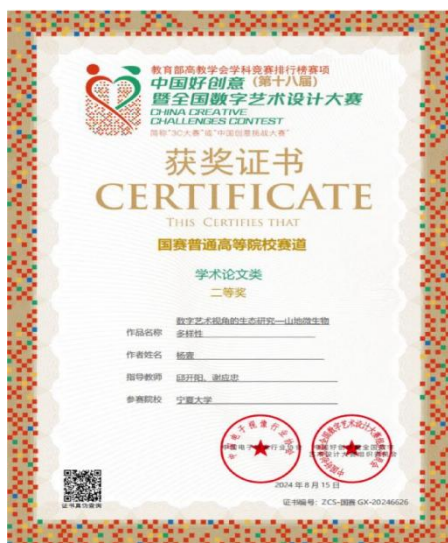 教育部高教学会学科竞赛排行榜赛项
中国好创意(第十八届)
暨全国数字艺术设计大赛
CHINA CREATIVE
CHALLENGES CONTEST
简称"3C大赛"或"中国创意挑战大赛"
获奖证书
CERTIFICATE
THIS CERTIFIES THAT
国赛普通高等院校赛道
学术论文类
二等奖
作品名称 数字艺术视角的生态研究—山地微生物
多样性
作者姓名
指导教师 邱开阳、谢应忠
参赛院校 宁夏大学
2024年8月15日
证书真伪查询
证书编号:ZCS-国赛 GX-20246626